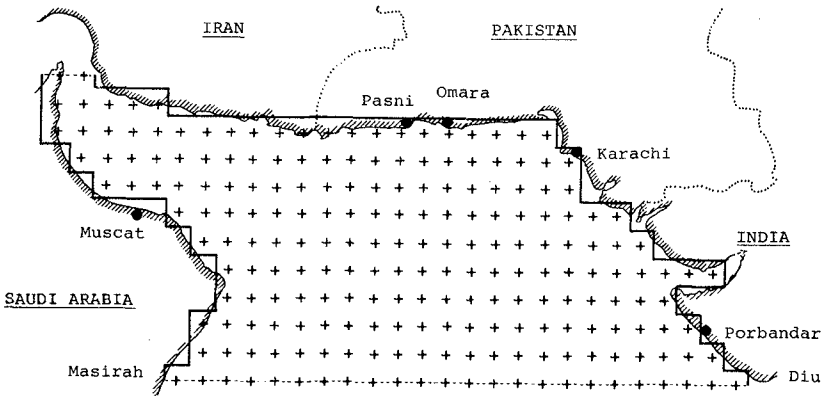 IRAN
PAKISTAN
Pasni
Omara
Karachi
Muscat
INDIA
SAUDI ARABIA
Porbandar
Masirah
Diu